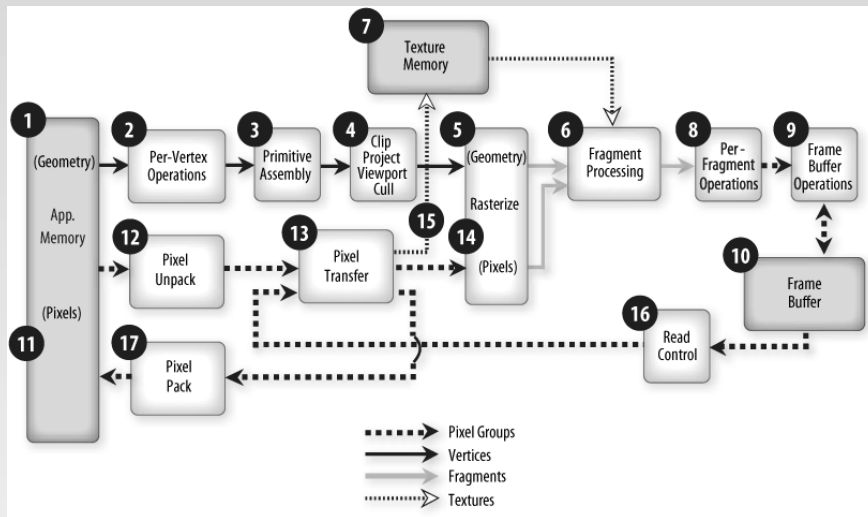 7
Texture
Memory
1
2
3
4
5
6
8
9
(Geometry)
Per-Vertex
Operations
Primitive
Assembly
Clip
Project
Viewport
Cull
(Geometry)
Fragment
Processing
Per-
Fragment
Operations
Frame
Buffer
Operations
App.
Memory
12
Pixel
Unpack
13
Pixel
Transfer
15
14
Rasterize
(Pixels)
10
Frame
Buffer
(Pixels)
11
17
Pixel
Pack
16
Read
Control
Pixel Groups
Vertices
Fragments
Textures